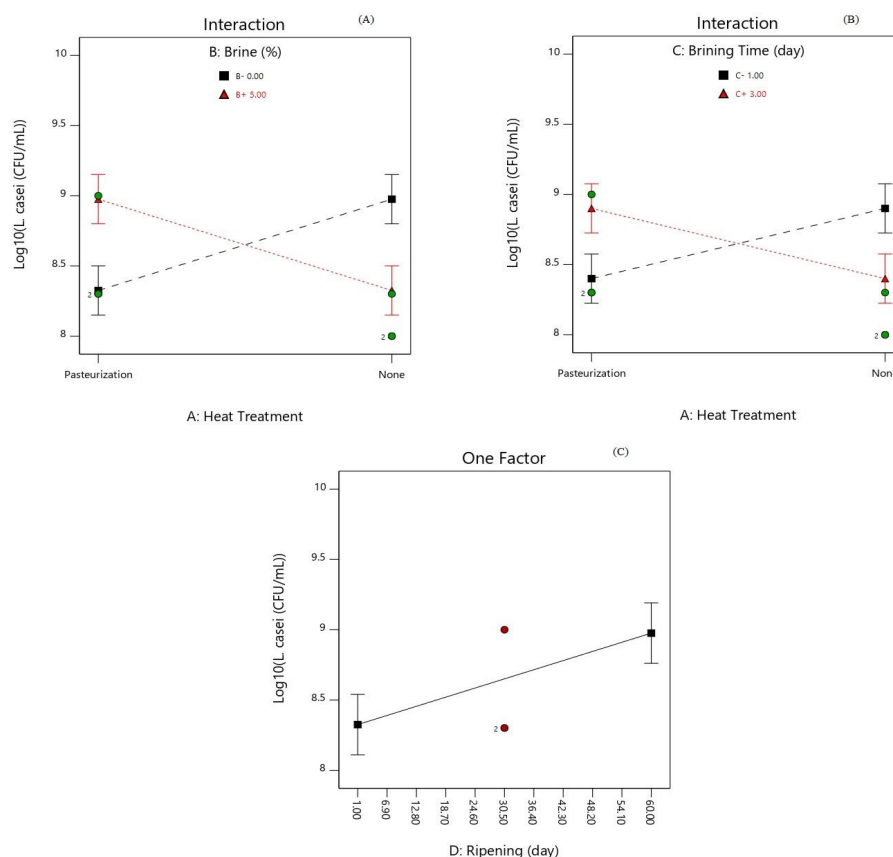 Interaction
(A)
B: Brine (%)
B- 0.00
B+ 5.00
Log10(L. casei (CFU/mL))
10
9.5
9
8.5
8
2
2
Pasteurization
None
A: Heat Treatment
Interaction
(B)
C: Brining Time (day)
C- 1.00
C+ 3.00
Log10(L. casei (CFU/mL))
10
9.5
9
8.5
8
2
2
Pasteurization
Non
A: Heat Treatment
One Factor
(C)
Log10(L. casei (CFU/mL))
10
9.5
9
8.5
8
2
1.00
6.90
12.80
18.70
24.60
30.50
36.40
42.30
48.20
54.10
60.00
D: Ripening (day)